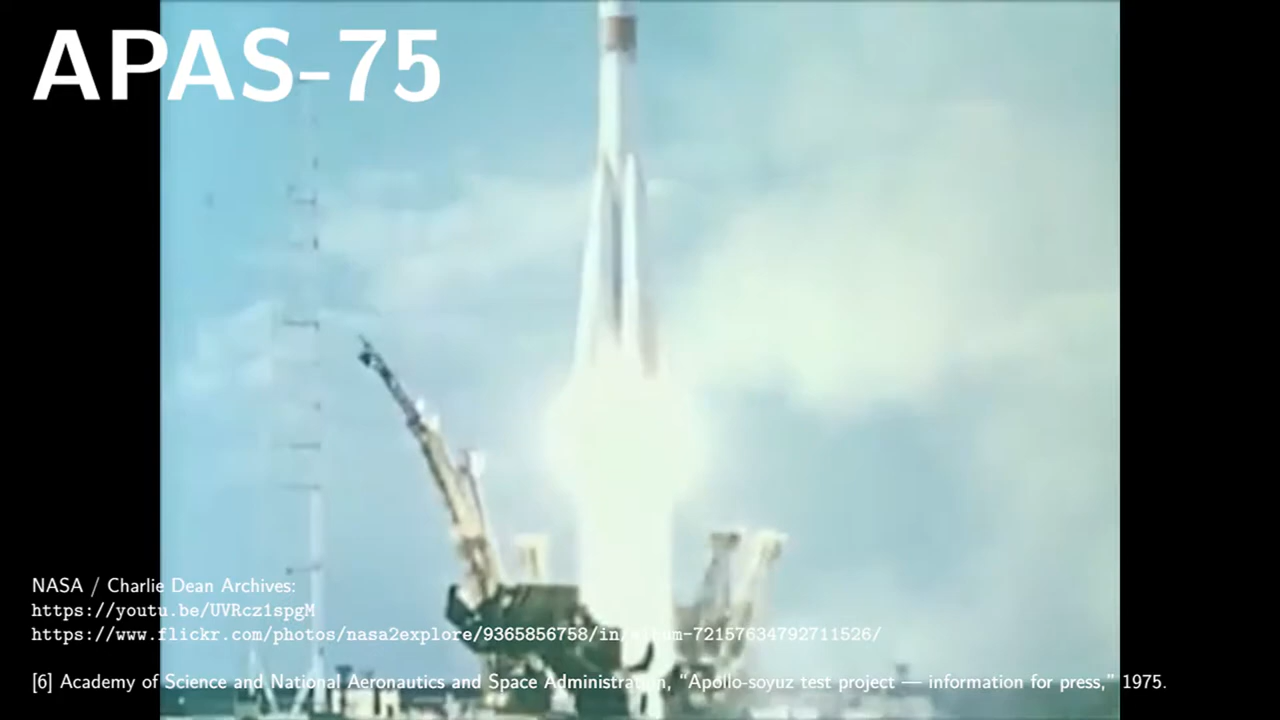 APAS-75
NASA / Charlie Dean Archives:
https://youtu.be/UVRcz1spgM
https://www.flickr.com/photos/nasa2explore/9365856758/in/album-72157634792711526/
[6] Academy of Science and National Aeronautics and Space Administration, “Apollo-soyuz test project — information for press,” 1975.